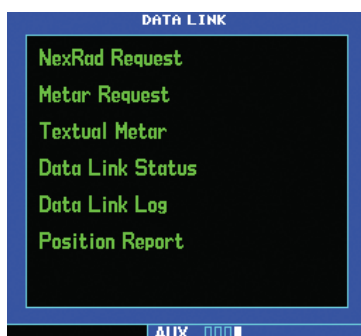 DATA LINK
NexRad Request
Metar Request
Textual Metar
Data Link Status
Data Link Log
Position Report
AUX